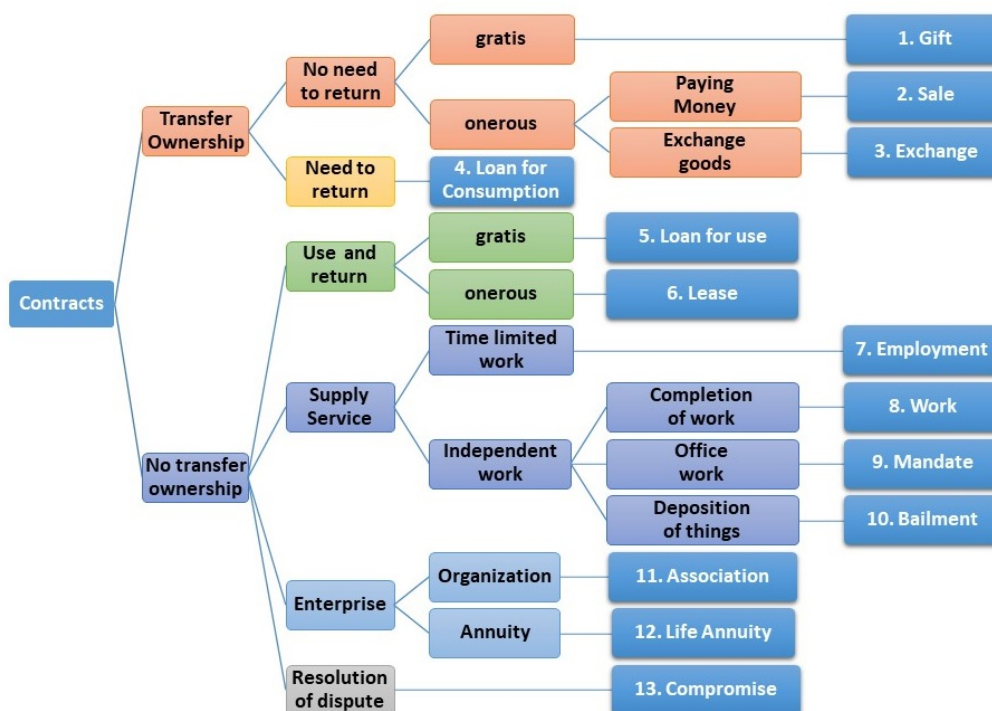 gratis
1. Gift
No need
to return
Paying
Money
2. Sale
Transfer
Ownership
onerous
Exchange
goods
3. Exchange
Need to
return
4. Loan for
Consumption
gratis
5. Loan for use
Use and
return
onerous
6. Lease
Contracts
Time limited
work
7. Employment
Supply
Service
Completion
of work
8. Work
No transfer
ownership
Independent
work
Office
work
9. Mandate
Deposition
of things
10. Bailment
Organization
11. Association
Enterprise
Annuity
12. Life Annuity
Resolution
of dispute
13. Compromise